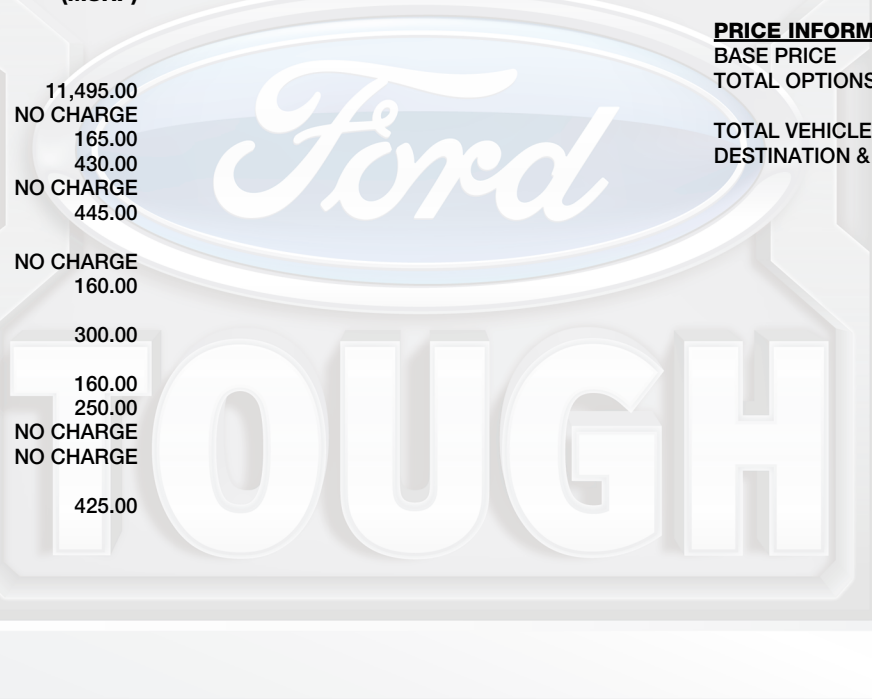 11,495.00
NO CHARGE
165.00
430.00
NO CHARGE
445.00
NO CHARGE
160.00
300.00
160.00
250.00
NO CHARGE
NO CHARGE
425.00
PRICE INFORM
BASE PRICE
TOTAL OPTIONS
TOTAL VEHICLE
DESTINATION &
Ford
TOUGH